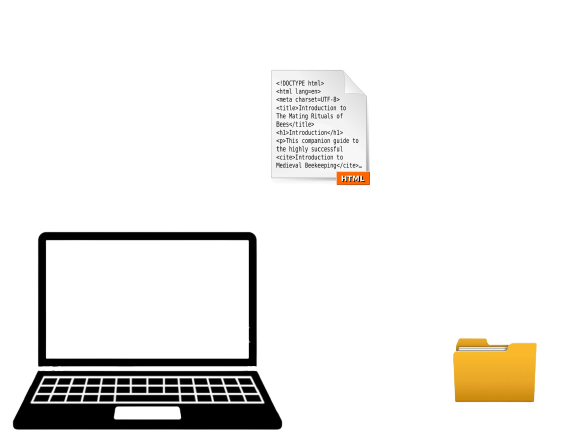 <!DOCTYPE html>
<html lang=en>
<meta charset=UTF-8>
<title>Introduction to
The Mating Rituals of
Bees</title>
<h1>Introduction</h1>
<p>This companion guide to
the highly successful
<cite>Introduction to
Medieval Beekeeping</cite>…
HTML